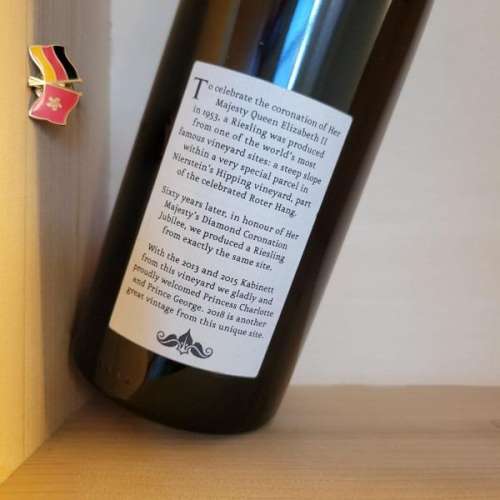 To celebrate the coronation of Her
Majesty Queen Elizabeth II
in 1953, a Riesling was produced
from one of the world's most
famous vineyard sites: a steep slope
within a very special parcel in
Nierstein's Hipping vineyard, part
of the celebrated Roter Hang.
Sixty years later, in honour of Her
Majesty's Diamond Coronation
Jubilee, we produced a Riesling
from exactly the same site.
With the 2013 and 2015 Kabinett
from this vineyard we gladly and
proudly welcomed Princess Charlotte
and Prince George. 2018 is another
great vintage from this unique site.